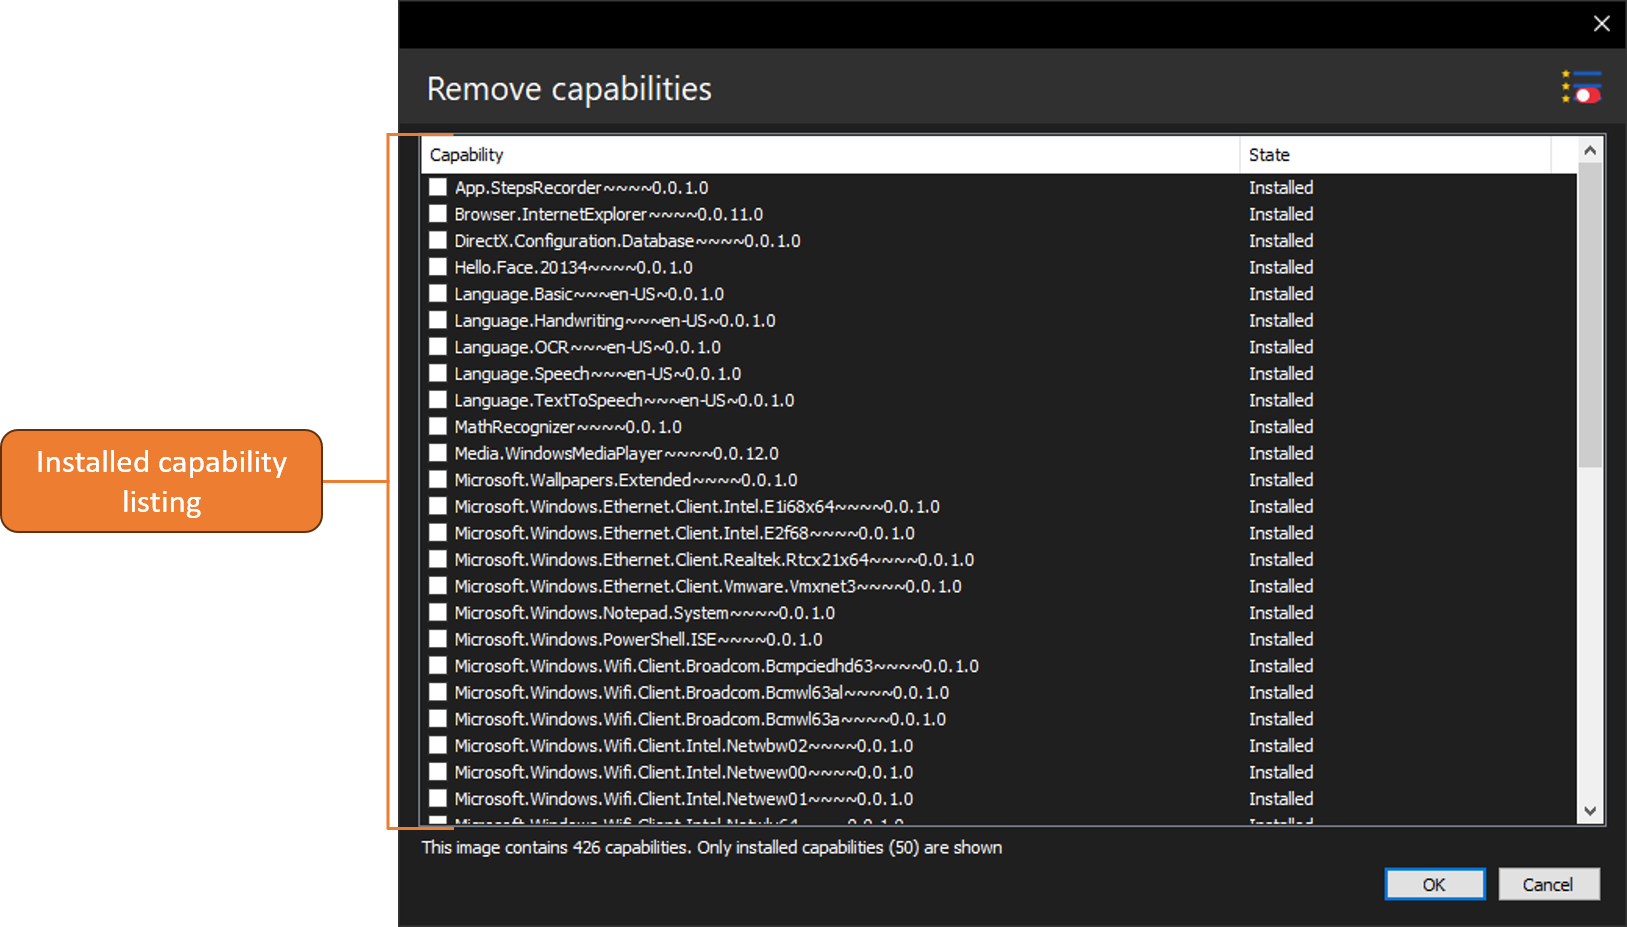 Remove capabilities
Capability State
App.StepsRecorder~~~~0.0.1.0 Installed
Browser.InternetExplorer~~~~0.0.11.0 Installed
DirectX.Configuration.Database~~~~0.0.1.0 Installed
Hello.Face.20134~~~~0.0.1.0 Installed
Language.Basic~~~en-US~0.0.1.0 Installed
Language.Handwriting~~~en-US~0.0.1.0 Installed
Language.OCR~~~en-US~0.0.1.0 Installed
Language.Speech~~~en-US~0.0.1.0 Installed
Language.TextToSpeech~~~en-US~0.0.1.0 Installed
MathRecognizer~~~~0.0.1.0 Installed
Media.WindowsMediaPlayer~~~~0.0.12.0 Installed
Microsoft.Wallpapers.Extended~~~~0.0.1.0 Installed
Microsoft.Windows.Ethernet.Client.Intel.E1i68x64~~~~0.0.1.0 Installed
Microsoft.Windows.Ethernet.Client.Intel.E2f68~~~~0.0.1.0 Installed
Microsoft.Windows.Ethernet.Client.Realtek.Rtcx21x64~~~~0.0.1.0 Installed
Microsoft.Windows.Ethernet.Client.Vmware.Vmxnet3~~~~0.0.1.0 Installed
Microsoft.Windows.Notepad.System~~~~0.0.1.0 Installed
Microsoft.Windows.PowerShell.ISE~~~~0.0.1.0 Installed
Microsoft.Windows.Wifi.Client.Broadcom.Bcmpciedhd63~~~~0.0.1.0 Installed
Microsoft.Windows.Wifi.Client.Broadcom.Bcmwl63al~~~~0.0.1.0 Installed
Microsoft.Windows.Wifi.Client.Broadcom.Bcmwl63a~~~~0.0.1.0 Installed
Microsoft.Windows.Wifi.Client.Intel.Netwbw02~~~~0.0.1.0 Installed
Microsoft.Windows.Wifi.Client.Intel.Netwew00~~~~0.0.1.0 Installed
Microsoft.Windows.Wifi.Client.Intel.Netwew01~~~~0.0.1.0 Installed
This image contains 426 capabilities. Only installed capabilities (50) are shown
OK Cancel
Installed capability
listing